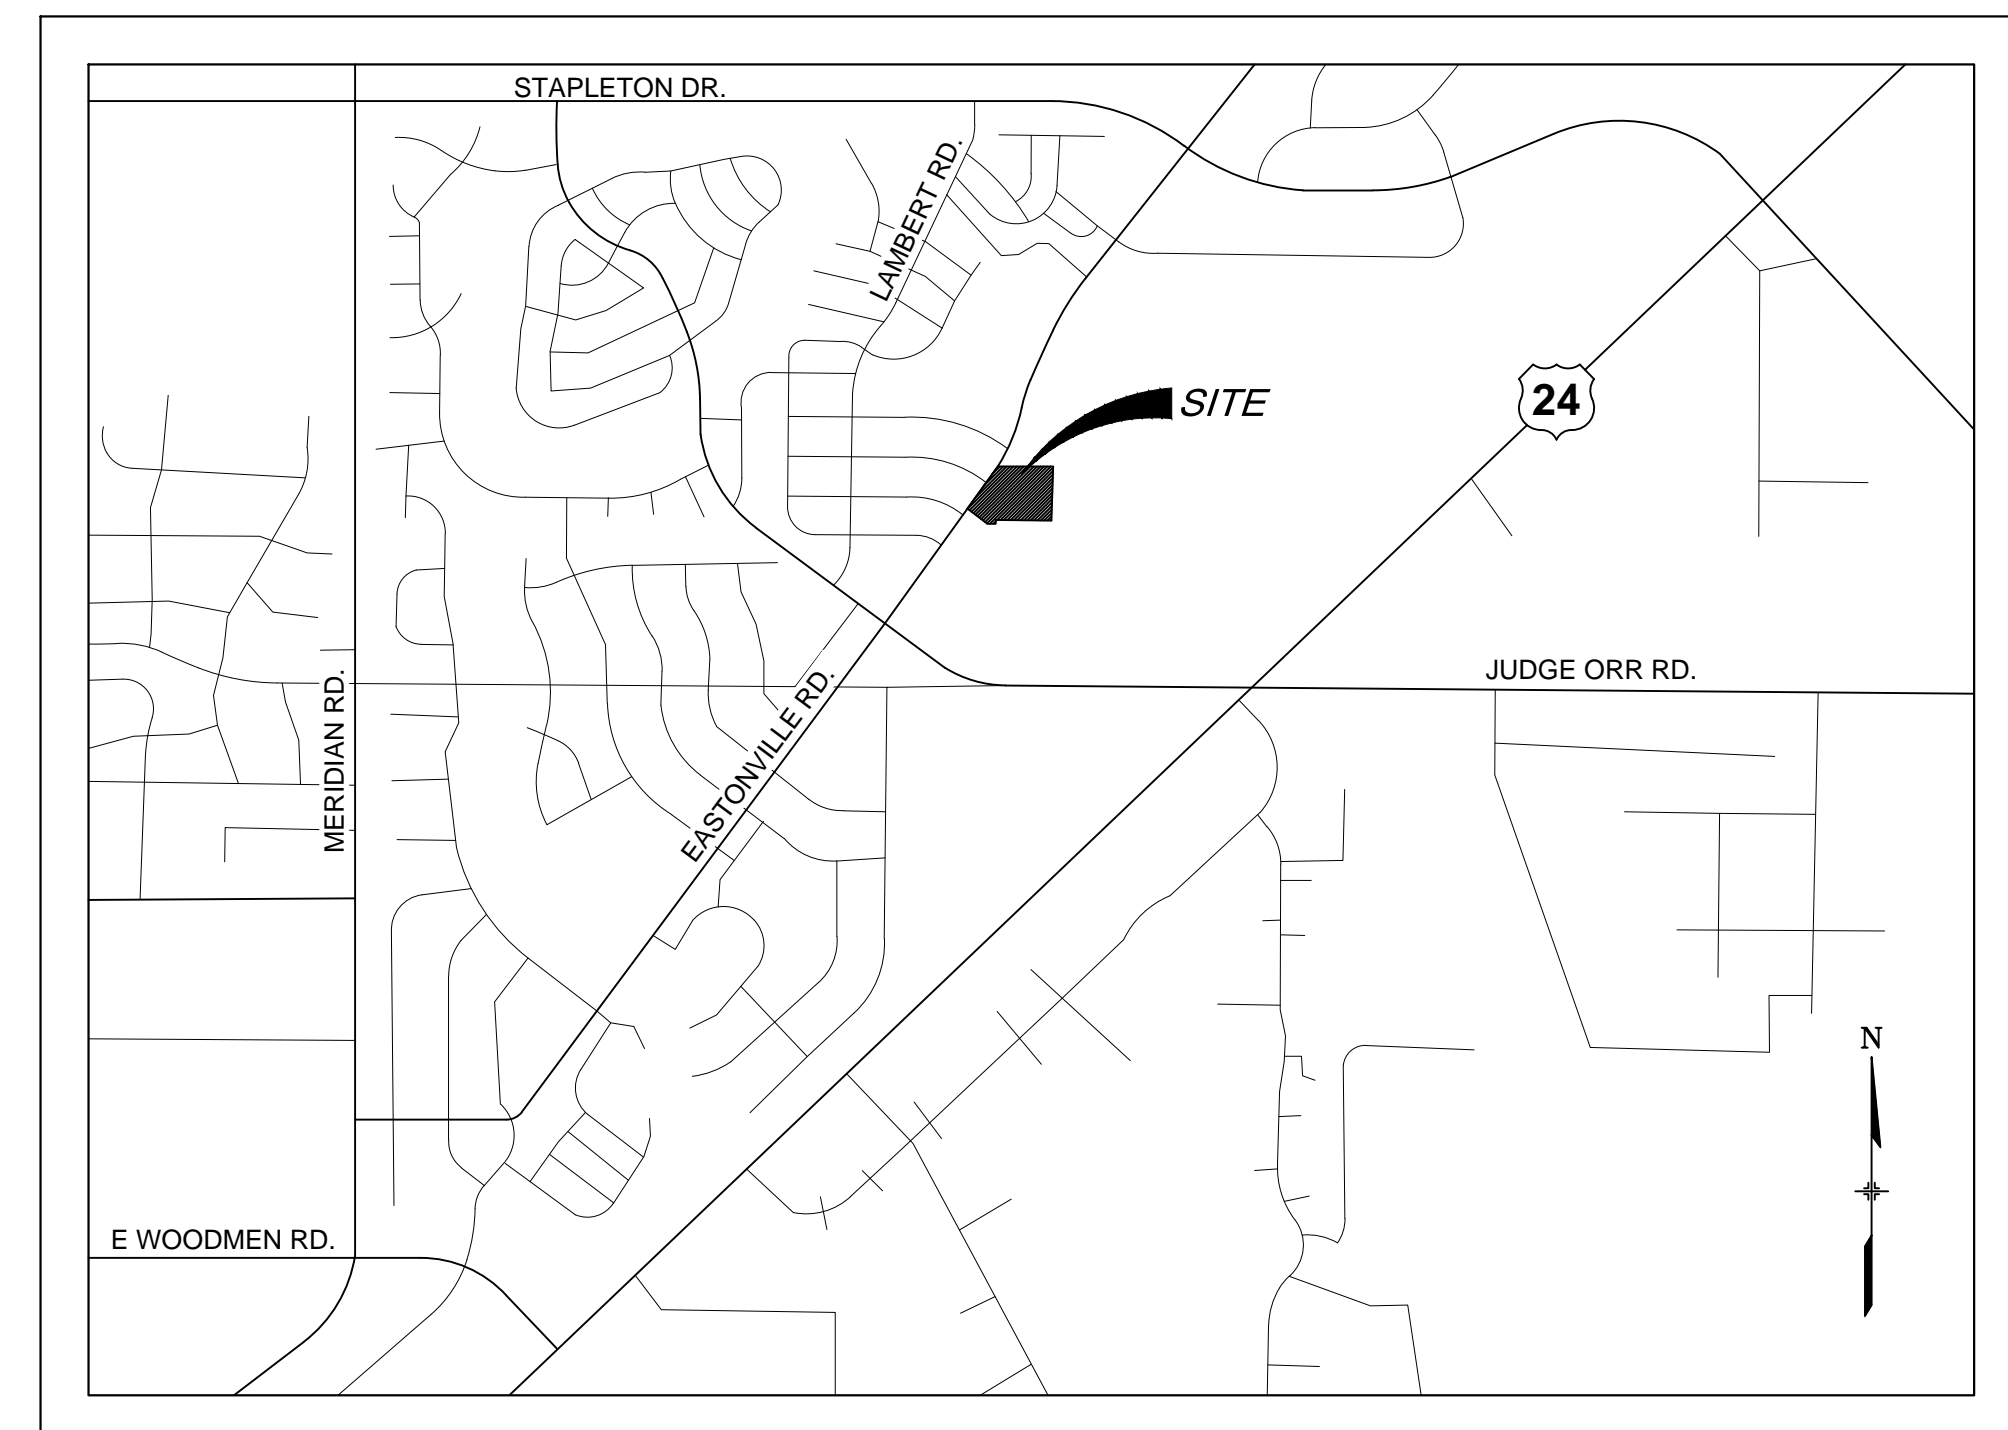 STAPLETON DR.
LAMBERT RD.
SITE
24
JUDGE ORR RD.
MERIDIAN RD.
EASTONVILLE RD.
N
E WOODMEN RD.